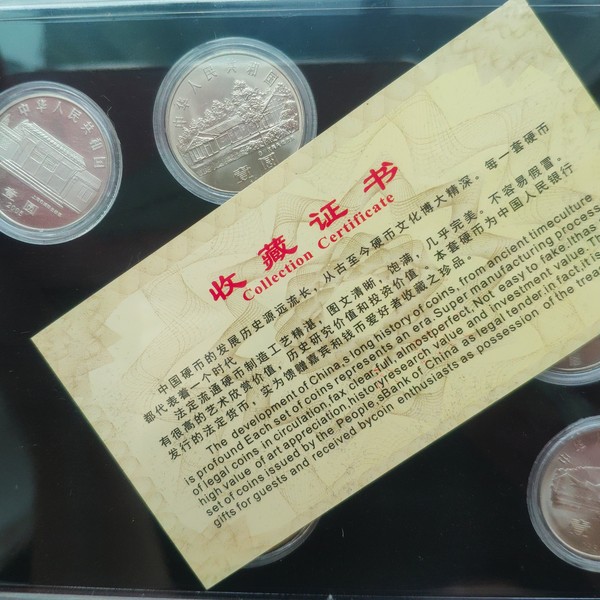 中华人民共和国
壹圆
中华人民共和国
壹圆
收藏证书
Collection Certificate
中国硬币的发展历史源远流长，从古至今硬币文化博大精深。每一套硬币
都代表着一个时代。
法定流通硬币制造工艺精湛，图文清晰，饱满，几乎完美。不容易假冒。
有很高的艺术欣赏价值，历史研究价值和投资价值。本套硬币为中国人民银行
发行的法定货币，变为馈赠嘉宾和钱币爱好者收藏之珍品。
The development of China,s long history of coins, from ancient timeculture
is profound Each set of coins represents an era. Super manufacturing process
of legal coins in circulation,fax clear,full, almostperfect, Not easy to fake,Ithas
high value of art appreciation,historyresearch value and investment value. The
set of coins issued by the People,sBank of China aslegal tender,in fact,it is
gifts for guests and received bycoin enthusiasts as possession of the trea